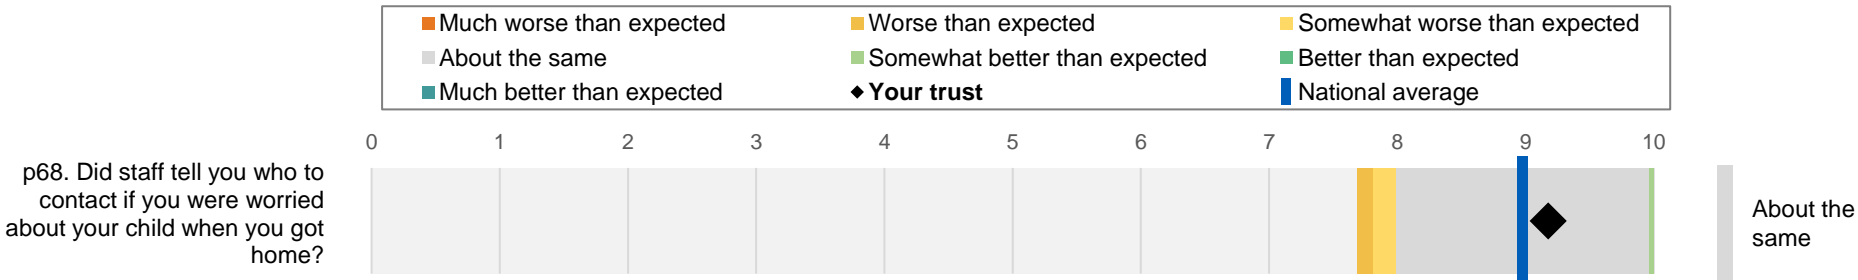 Much worse than expected
Worse than expected
Somewhat worse than expected
About the same
Somewhat better than expected
Better than expected
Much better than expected
Your trust
National average
0 1 2 3 4 5 6 7 8 9 10
p68. Did staff tell you who to
contact if you were worried
about your child when you got
home?
About the
same